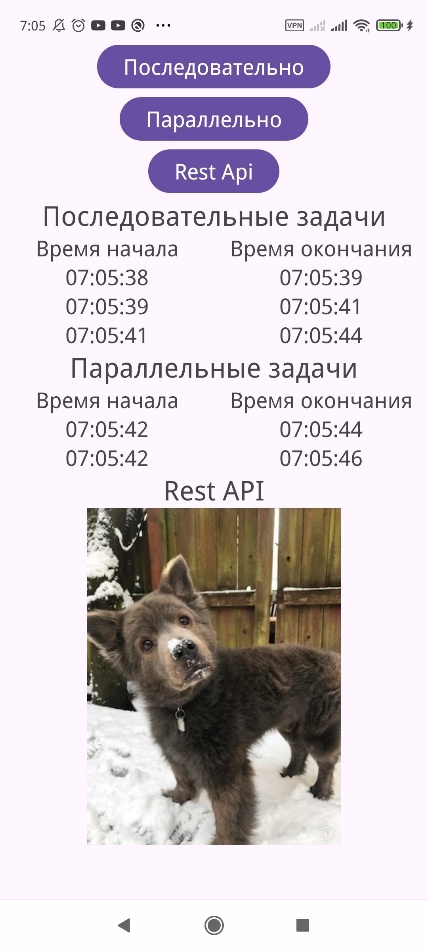 7:05 VPN 100
Последовательно
Параллельно
Rest Api
Последовательные задачи
Время начала Время окончания
07:05:38 07:05:39
07:05:39 07:05:41
07:05:41 07:05:44
Параллельные задачи
Время начала Время окончания
07:05:42 07:05:44
07:05:42 07:05:46
Rest API